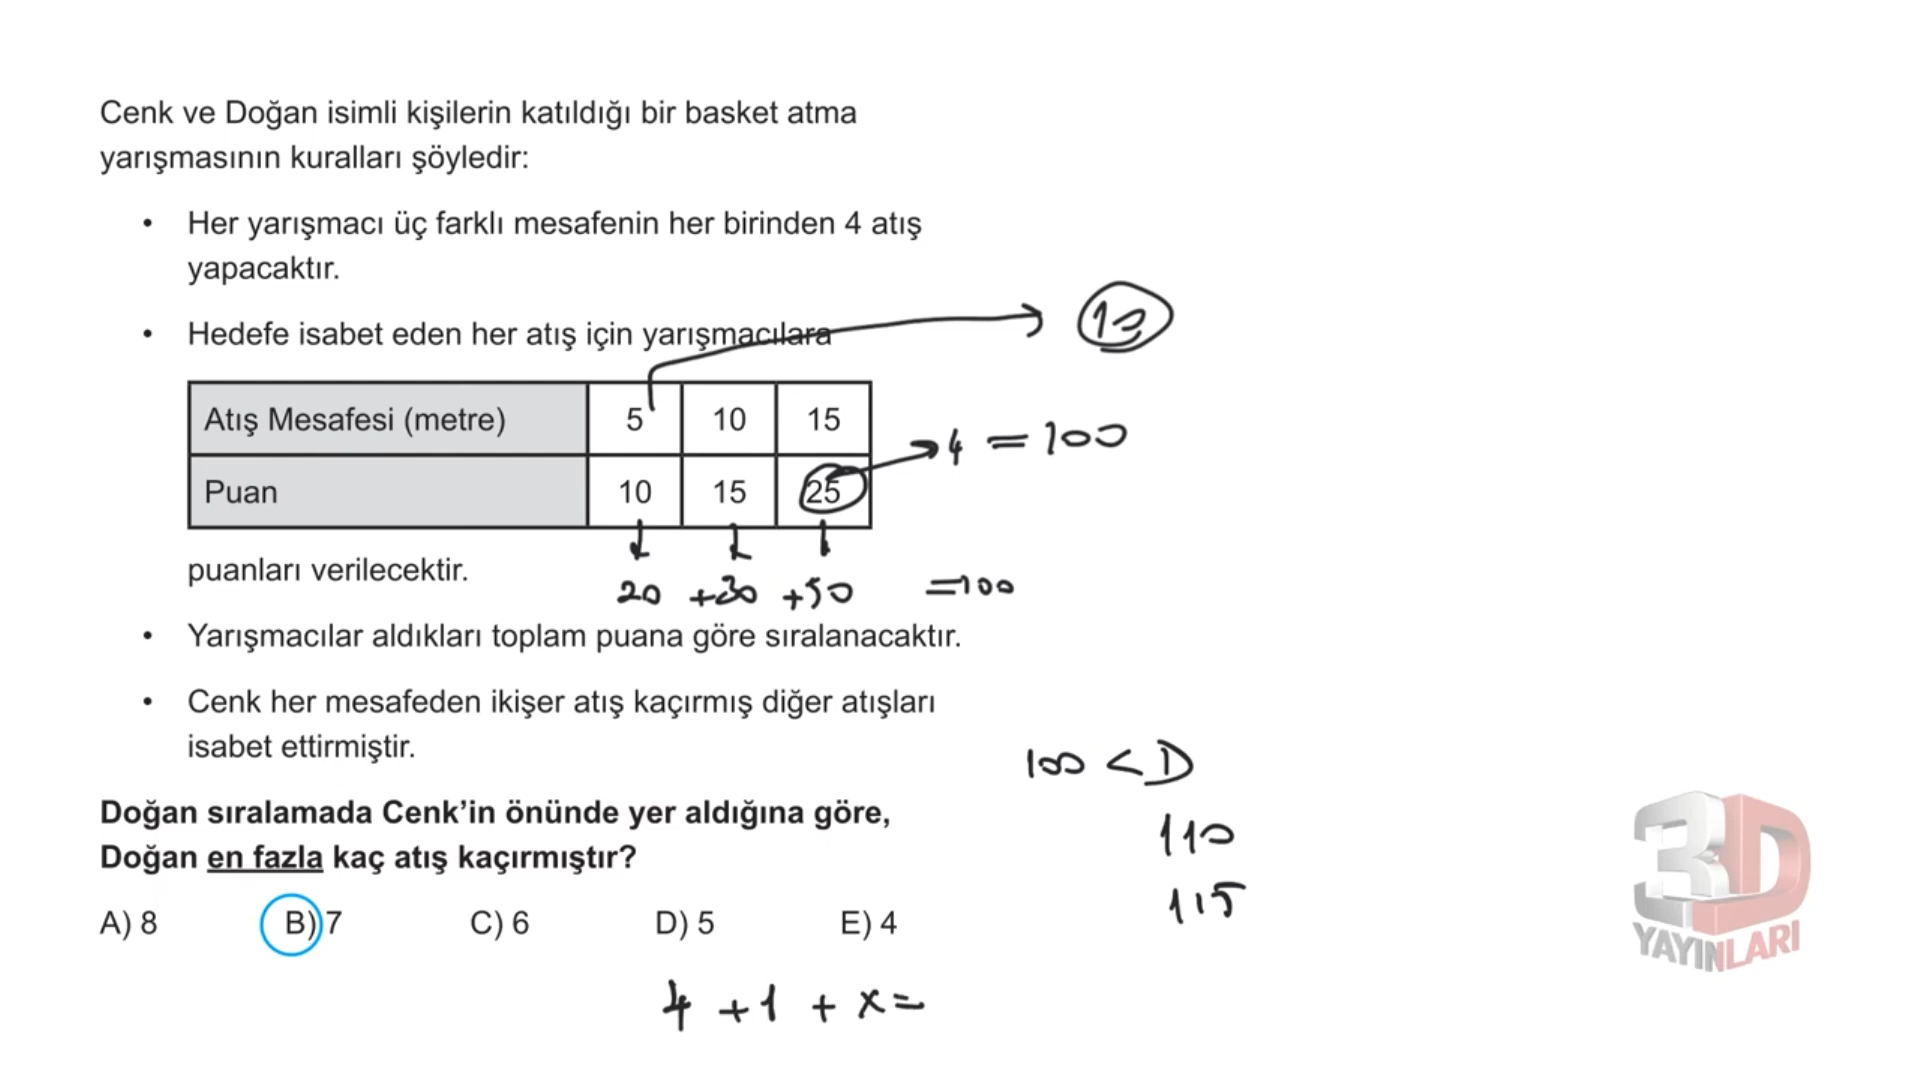 Cenk ve Doğan isimli kişilerin katıldığı bir basket atma
yarışmasının kuralları şöyledir:
• Her yarışmacı üç farklı mesafenin her birinden 4 atış
yapacaktır.
• Hedefe isabet eden her atış için yarışmacılara
10
Atış Mesafesi (metre) 5 10 15
4 = 100
Puan 10 15 25
puanları verilecektir.
20 +30 +50 =100
• Yarışmacılar aldıkları toplam puana göre sıralanacaktır.
• Cenk her mesafeden ikişer atış kaçırmış diğer atışları
isabet ettirmiştir.
100 < D
110
115
Doğan sıralamada Cenk'in önünde yer aldığına göre,
Doğan en fazla kaç atış kaçırmıştır?
A) 8 B) 7 C) 6 D) 5 E) 4
4 + 1 + x =
3D
YAYINLARI